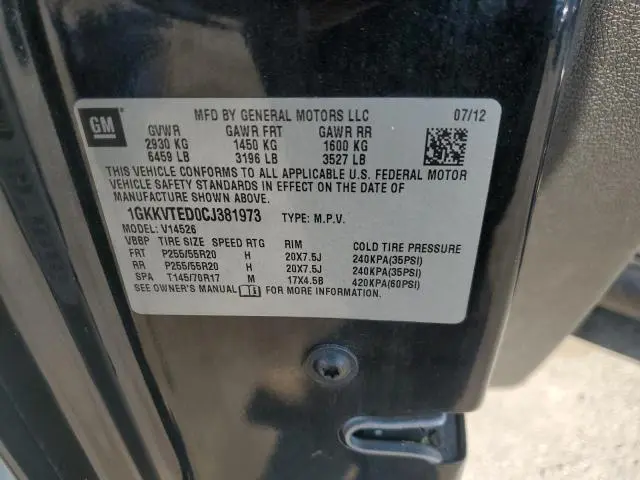 GM
MFD BY GENERAL MOTORS LLC 07/12
GVWR GAWR FRT GAWR RR
2930 KG 1450 KG 1600 KG
6459 LB 3196 LB 3527 LB
THIS VEHICLE CONFORMS TO ALL APPLICABLE U.S. FEDERAL MOTOR
VEHICLE SAFETY STANDARDS IN EFFECT ON THE DATE OF
MANUFACTURE SHOWN ABOVE.
1GKKVTED0CJ381973 TYPE: M.P.V.
MODEL: V14526
VBBP TIRE SIZE SPEED RTG RIM COLD TIRE PRESSURE
FRT P255/55R20 H 20X7.5J 240KPA(35PSI)
RR P255/55R20 H 20X7.5J 240KPA(35PSI)
SPA T145/70R17 M 17X4.5B 420KPA(60PSI)
SEE OWNER'S MANUAL FOR MORE INFORMATION.